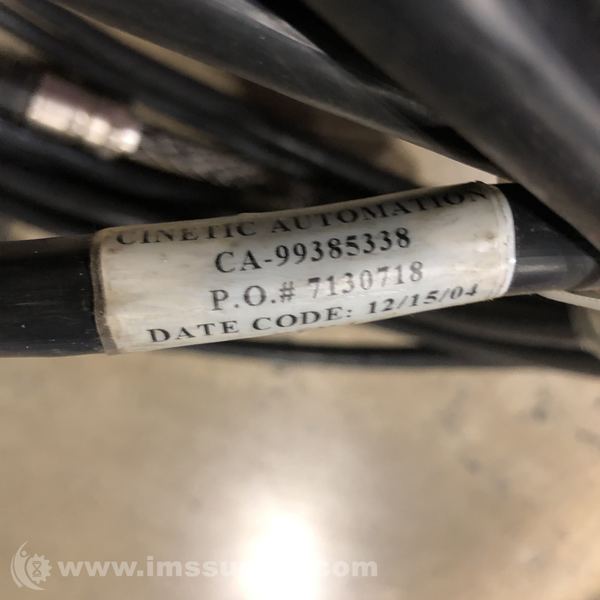 CINETIC AUTOMATION
CA-99385338
P.O.# 7130718
DATE CODE: 12/15/04